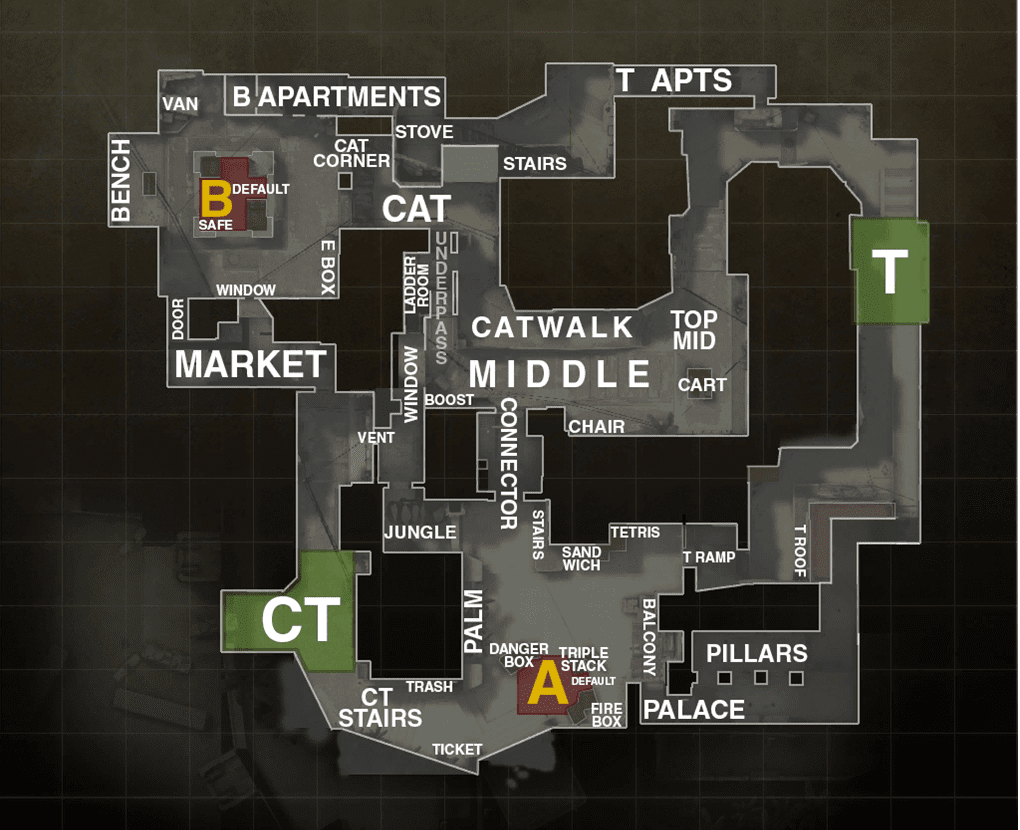 T APTS
VAN
B APARTMENTS
STOVE
CAT
CORNER
STAIRS
BENCH
B
DEFAULT
SAFE
CAT
E BOX
UNDERPASS
LADDER
ROOM
T
WINDOW
DOOR
CATWALK
TOP
MID
MARKET
WINDOW
MIDDLE
CART
BOOST
CONNECTOR
CHAIR
VENT
JUNGLE
STAIRS
TETRIS
SAND
WICH
T RAMP
T ROOF
CT
PALM
BALCONY
DANGER
BOX
TRIPLE
STACK
PILLARS
A
DEFAULT
TRASH
CT
STAIRS
FIRE
BOX
PALACE
TICKET